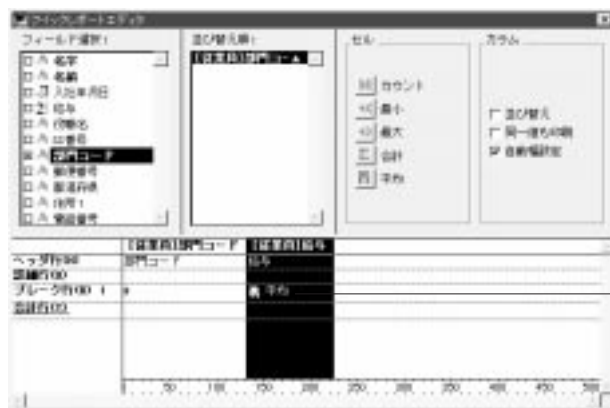 クイックレポートエディタ
フィールド選択：
並び替え順：
セル
カラム
名字
名前
入社年月日
給与
役職名
部門コード
郵便番号
都道府県
住所1
電話番号
[従業員]部門コー
カウント
最小
最大
合計
平均
並び替え
同一値も印刷
自動幅設定
[従業員]部門コード
[従業員]給与
ヘッダ行(H)
部門コード
給与
詳細行(D)
ブレーク行(B) 1
#
平均
合計行(T)
0 50 100 150 200 250 300 350 400 450 500